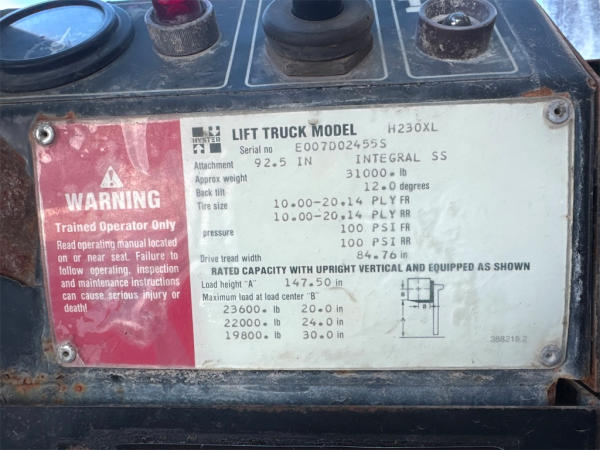 HYSTER
LIFT TRUCK MODEL H230XL
Serial no E007D02455S
Attachment 92.5 IN INTEGRAL SS
Approx weight 31000. lb
Back tilt 12.0 degrees
Tire size 10.00-20.14 PLY FR
10.00-20.14 PLY RR
pressure 100 PSI FR
100 PSI RR
Drive tread width 84.76 in
RATED CAPACITY WITH UPRIGHT VERTICAL AND EQUIPPED AS SHOWN
Load height "A" 147.50 in
Maximum load at load center "B"
23600. lb 20.0 in
22000. lb 24.0 in
19800. lb 30.0 in
388219.2
WARNING
Trained Operator Only
Read operating manual located
on or near seat. Failure to
follow operating, inspection
and maintenance instructions
can cause serious injury or
death!